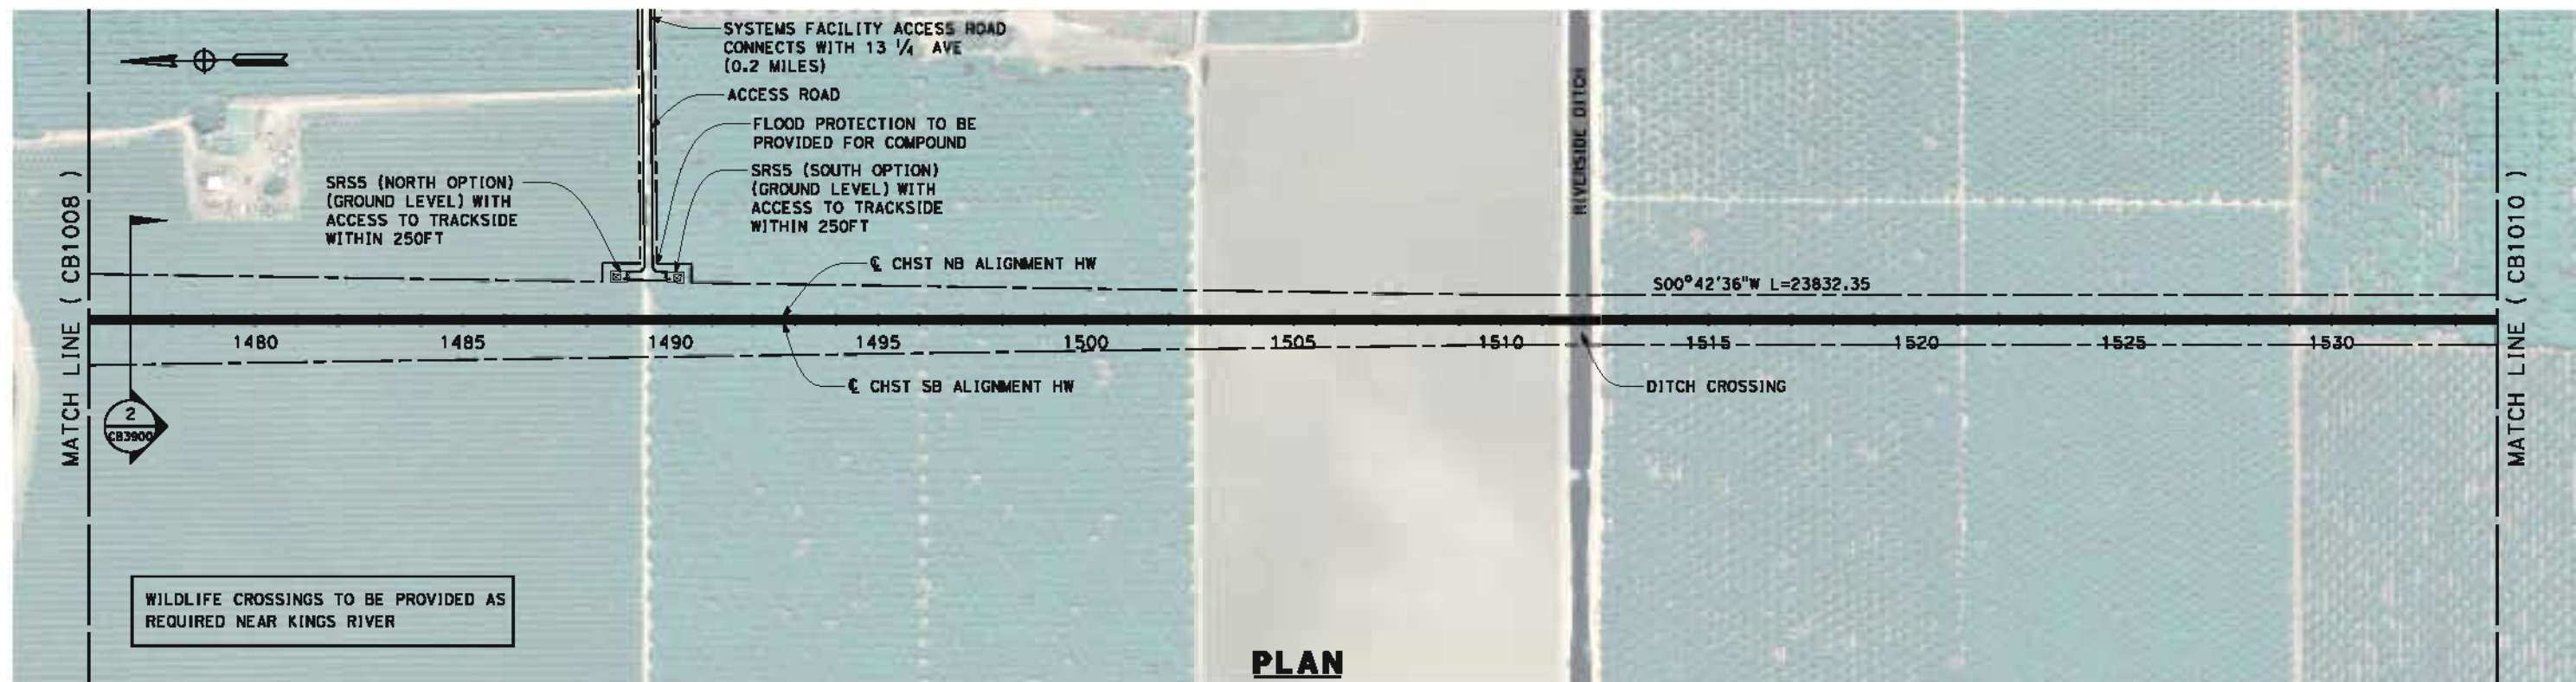 SYSTEMS FACILITY ACCESS ROAD
CONNECTS WITH 13 1/4 AVE
(0.2 MILES)
ACCESS ROAD
FLOOD PROTECTION TO BE
PROVIDED FOR COMPOUND
SRS5 (NORTH OPTION)
(GROUND LEVEL) WITH
ACCESS TO TRACKSIDE
WITHIN 250FT
SRS5 (SOUTH OPTION)
(GROUND LEVEL) WITH
ACCESS TO TRACKSIDE
WITHIN 250FT
RIVERSIDE DITCH
MATCH LINE ( CB1008 )
℄ CHST NB ALIGNMENT HW
S00°42'36"W L=23832.35
1480 1485 1490 1495 1500 1505 1510 1515 1520 1525 1530
℄ CHST SB ALIGNMENT HW
DITCH CROSSING
MATCH LINE ( CB1010 )
2
CB3900
WILDLIFE CROSSINGS TO BE PROVIDED AS
REQUIRED NEAR KINGS RIVER
PLAN